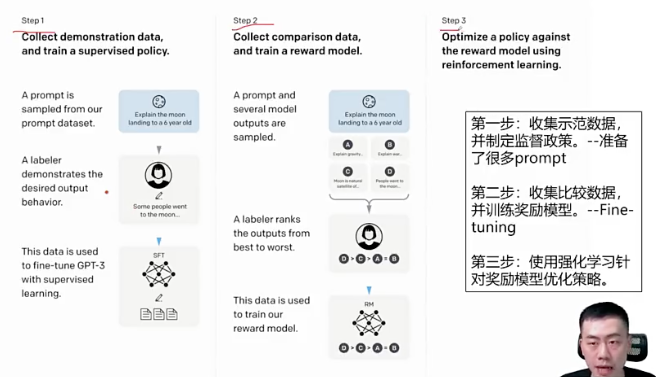 Step 1
Collect demonstration data,
and train a supervised policy.
A prompt is
sampled from our
prompt dataset.
Explain the moon
landing to a 6 year old
A labeler
demonstrates the
desired output
behavior.
Some people went
to the moon...
This data is used
to fine-tune GPT-3
with supervised
learning.
SFT
Step 2
Collect comparison data,
and train a reward model.
A prompt and
several model
outputs are
sampled.
Explain the moon
landing to a 6 year old
A
B
Explain gravity...
Explain war...
C
D
Moon is natural
satellite of...
People went to
the moon...
A labeler ranks
the outputs from
best to worst.
D > C > A = B
This data is used
to train our
reward model.
RM
D > C > A = B
Step 3
Optimize a policy against
the reward model using
reinforcement learning.
第一步：收集示范数据，
并制定监督政策。--准备
了很多prompt
第二步：收集比较数据，
并训练奖励模型。--Fine-
tuning
第三步：使用强化学习针
对奖励模型优化策略。